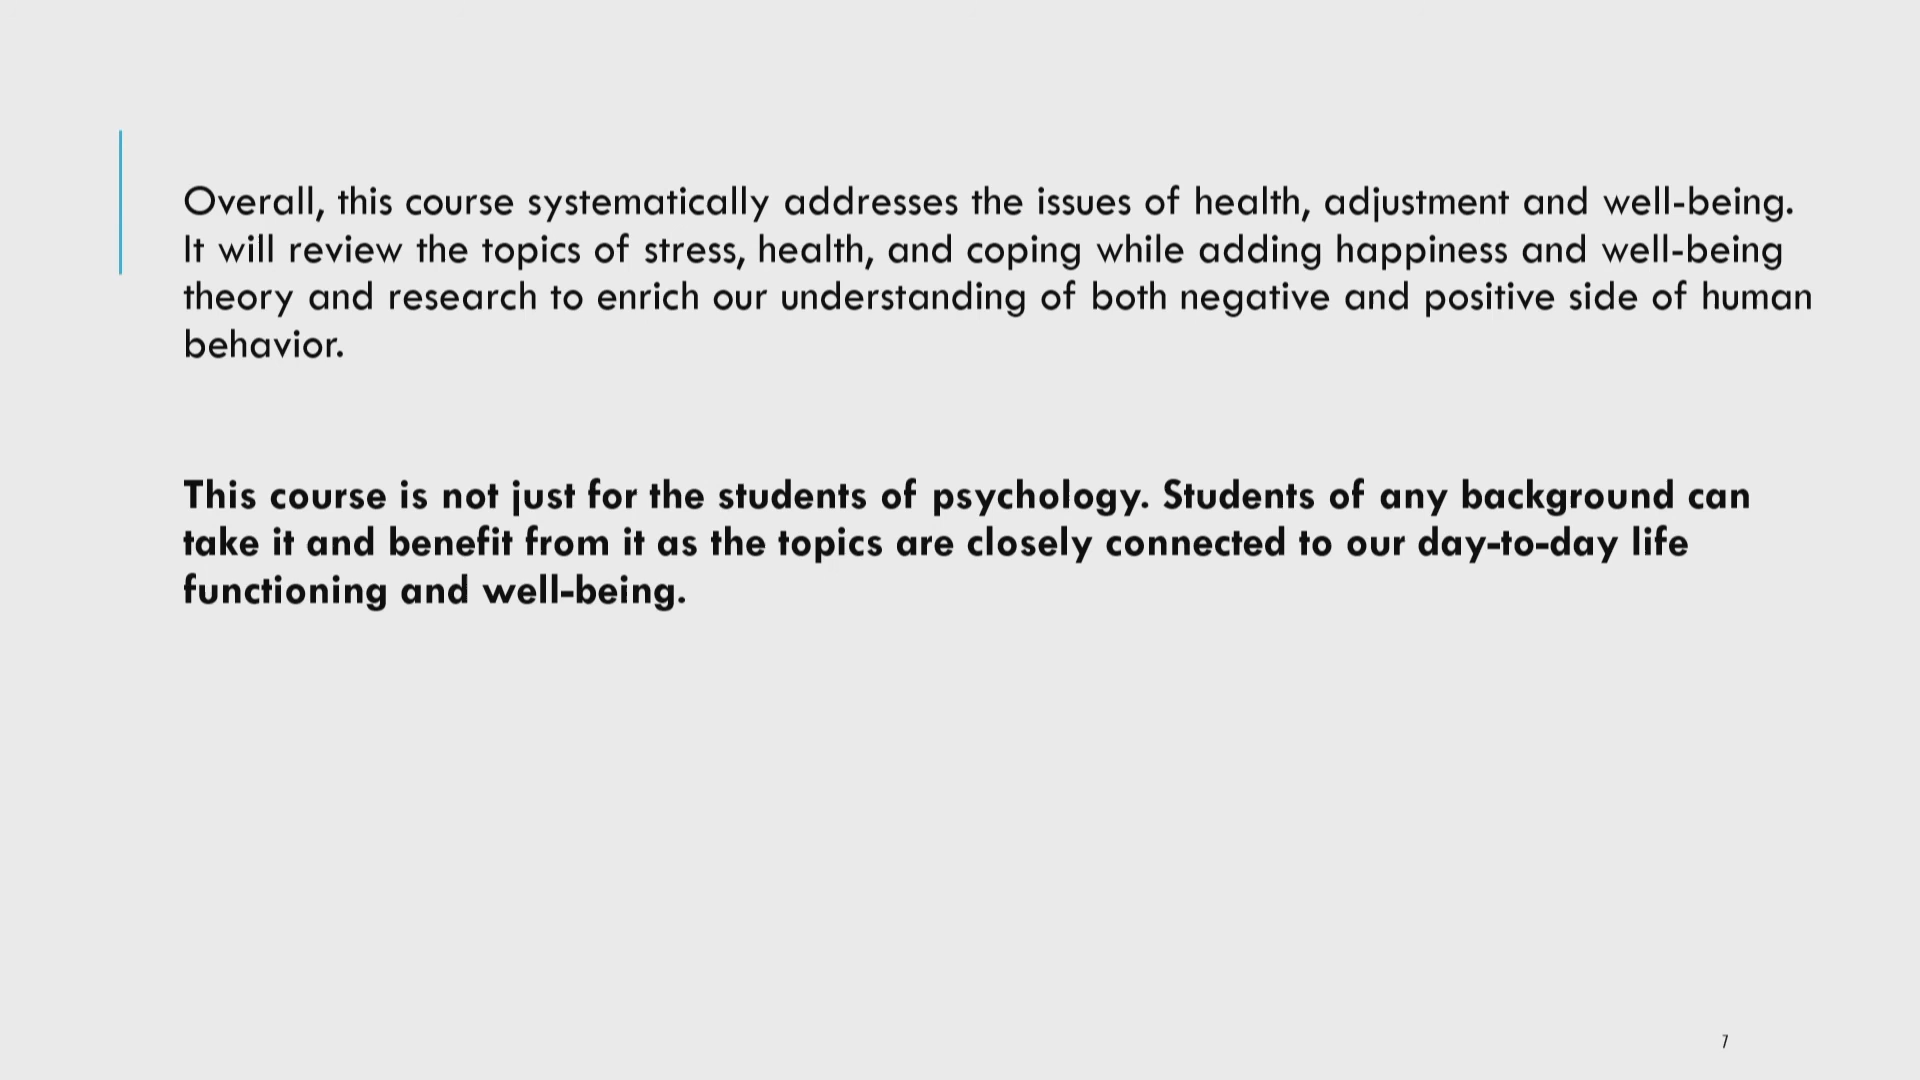 Overall, this course systematically addresses the issues of health, adjustment and well-being.
It will review the topics of stress, health, and coping while adding happiness and well-being
theory and research to enrich our understanding of both negative and positive side of human
behavior.
This course is not just for the students of psychology. Students of any background can
take it and benefit from it as the topics are closely connected to our day-to-day life
functioning and well-being.
7